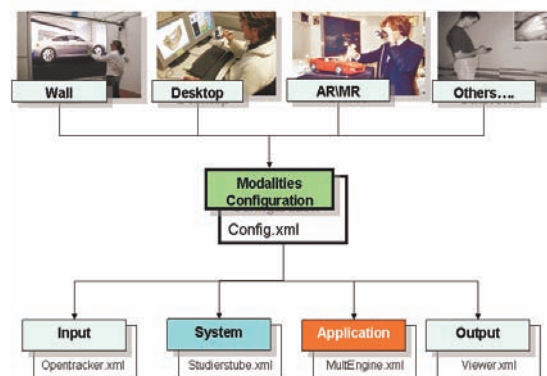 Wall
Desktop
AR\MR
Others....
Modalities
Configuration
Config.xml
Input
System
Application
Output
Opentracker.xml
Studierstube.xml
MultEngine.xml
Viewer.xml